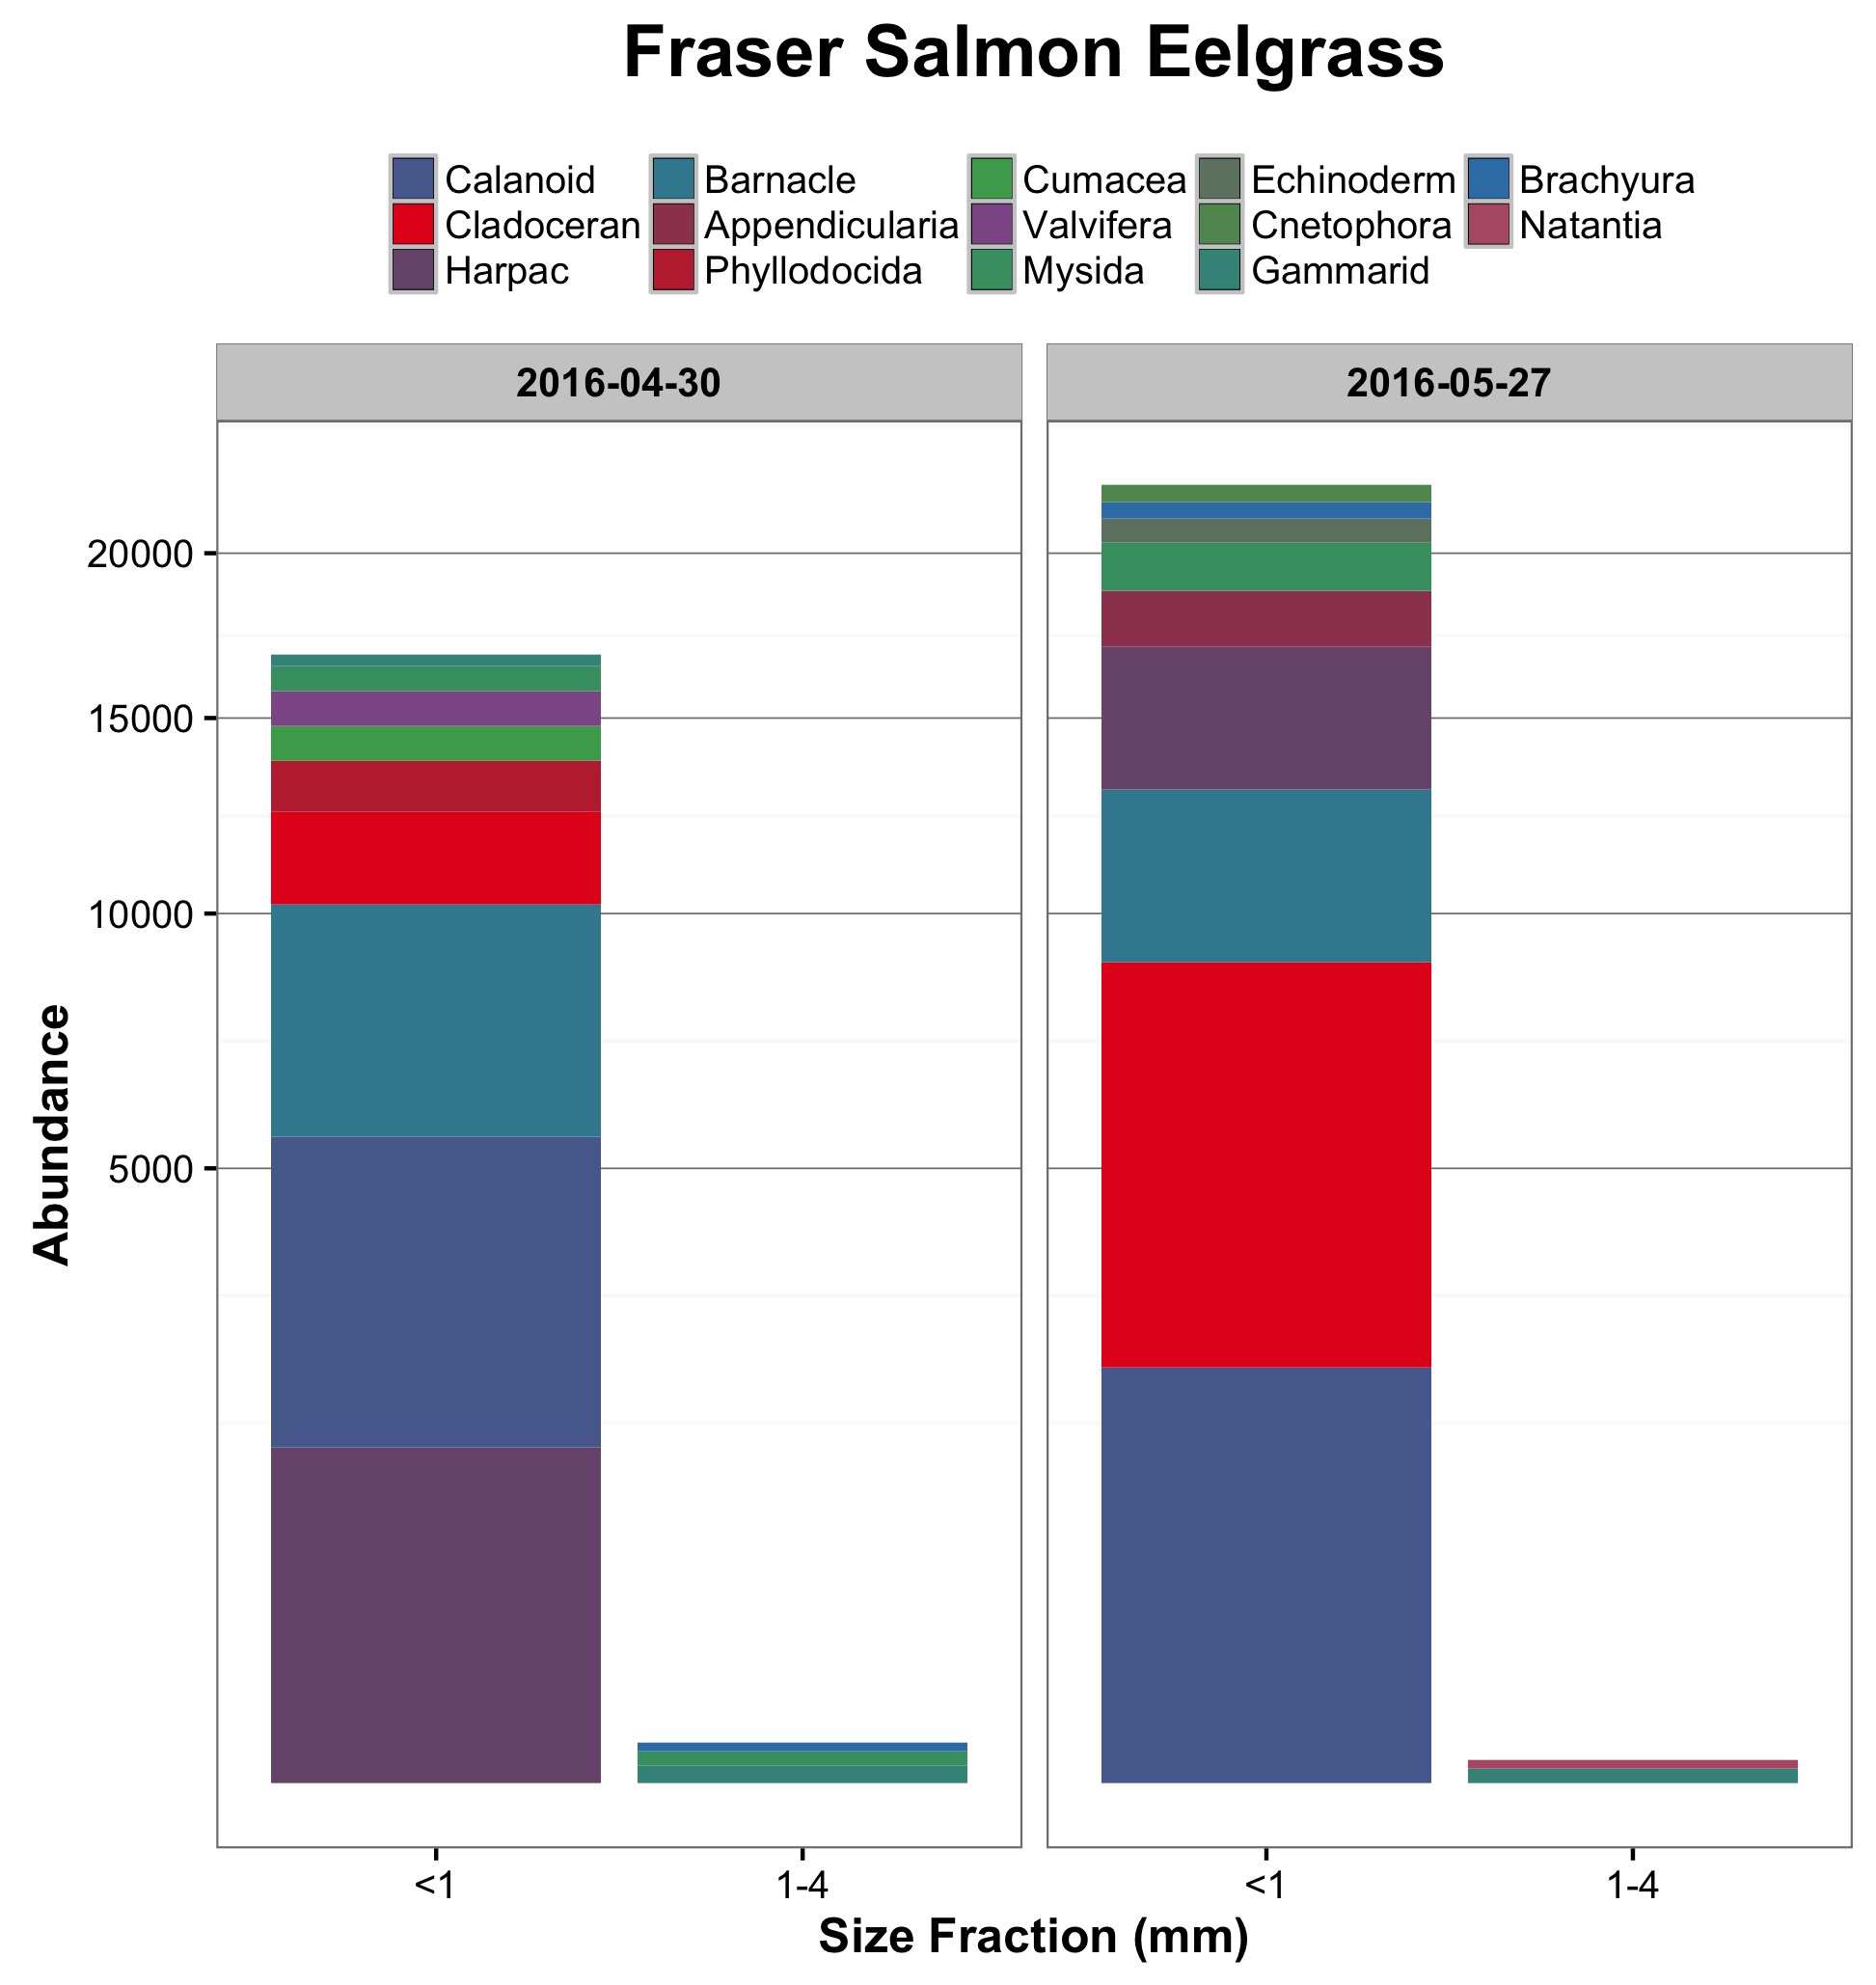 Fraser Salmon Eelgrass
Calanoid Barnacle Cumacea Echinoderm Brachyura
Cladoceran Appendicularia Valvifera Cnetophora Natantia
Harpac Phyllodocida Mysida Gammarid
2016-04-30 2016-05-27
20000
15000
10000
5000
Abundance
<1 1-4 <1 1-4
Size Fraction (mm)